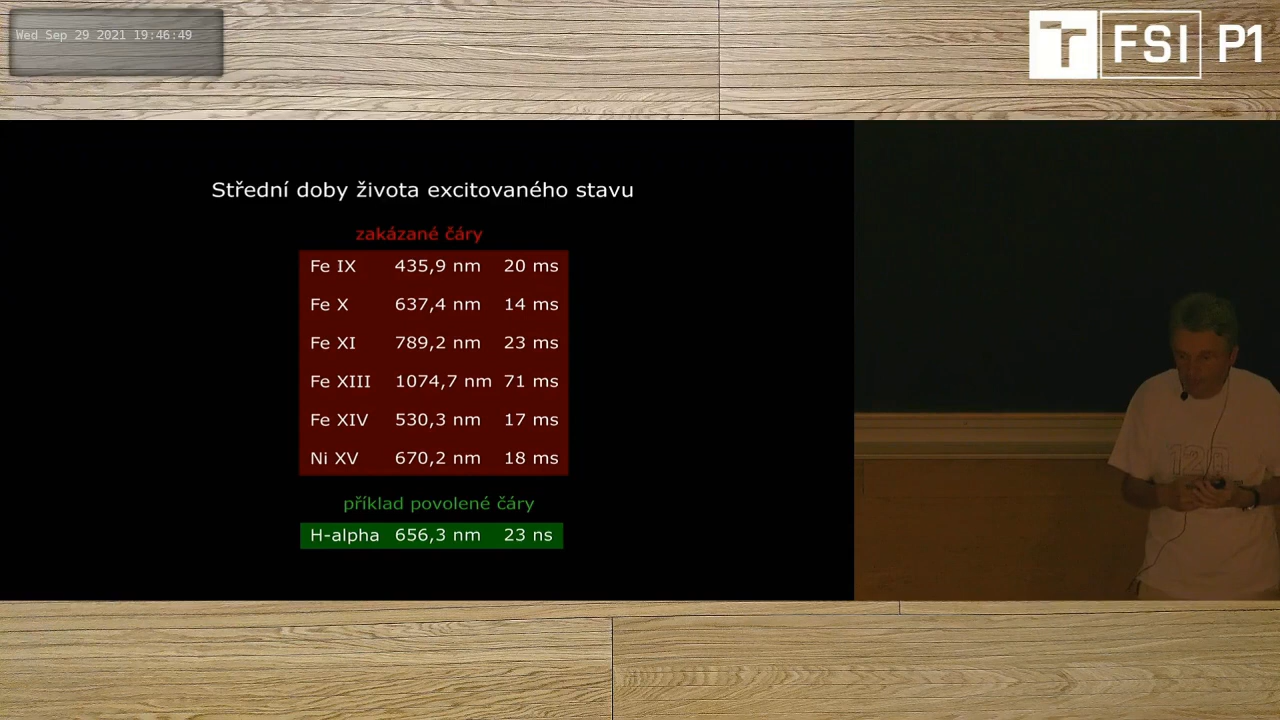 Wed Sep 29 2021 19:46:49
T FSI P1
Střední doby života excitovaného stavu
zakázané čáry
Fe IX 435,9 nm 20 ms
Fe X 637,4 nm 14 ms
Fe XI 789,2 nm 23 ms
Fe XIII 1074,7 nm 71 ms
Fe XIV 530,3 nm 17 ms
Ni XV 670,2 nm 18 ms
příklad povolené čáry
H-alpha 656,3 nm 23 ns